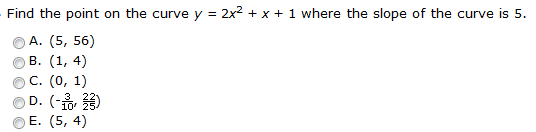 Find the point on the curve y = 2x² + x + 1 where the slope of the curve is 5.
A. (5, 56)
B. (1, 4)
C. (0, 1)
D. (-3/10, 22/25)
E. (5, 4)